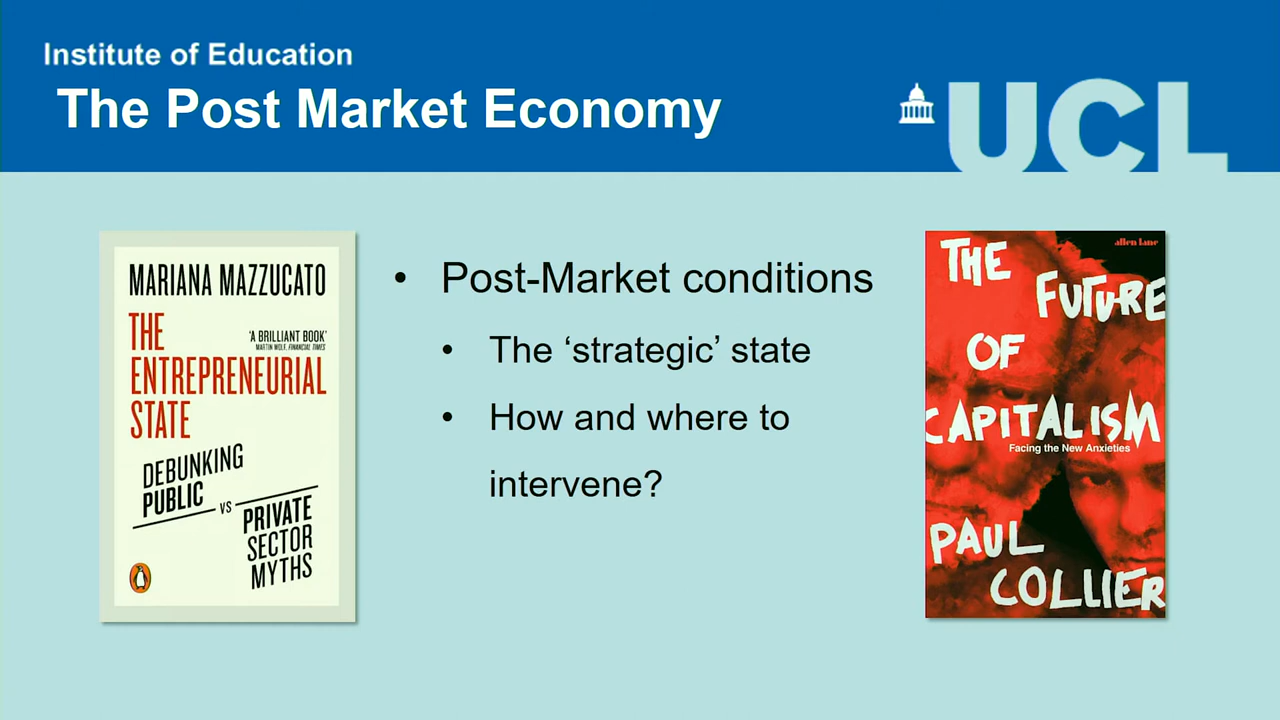 Institute of Education
The Post Market Economy
UCL
MARIANA MAZZUCATO
THE
ENTREPRENEURIAL
STATE
'A BRILLIANT BOOK'
MARTIN WOLF, FINANCIAL TIMES
DEBUNKING
PUBLIC
VS
PRIVATE
SECTOR
MYTHS
• Post-Market conditions
• The ‘strategic’ state
• How and where to
intervene?
allen lane
THE
FUTURE
OF
CAPITALISM
Facing the New Anxieties
PAUL
COLLIER